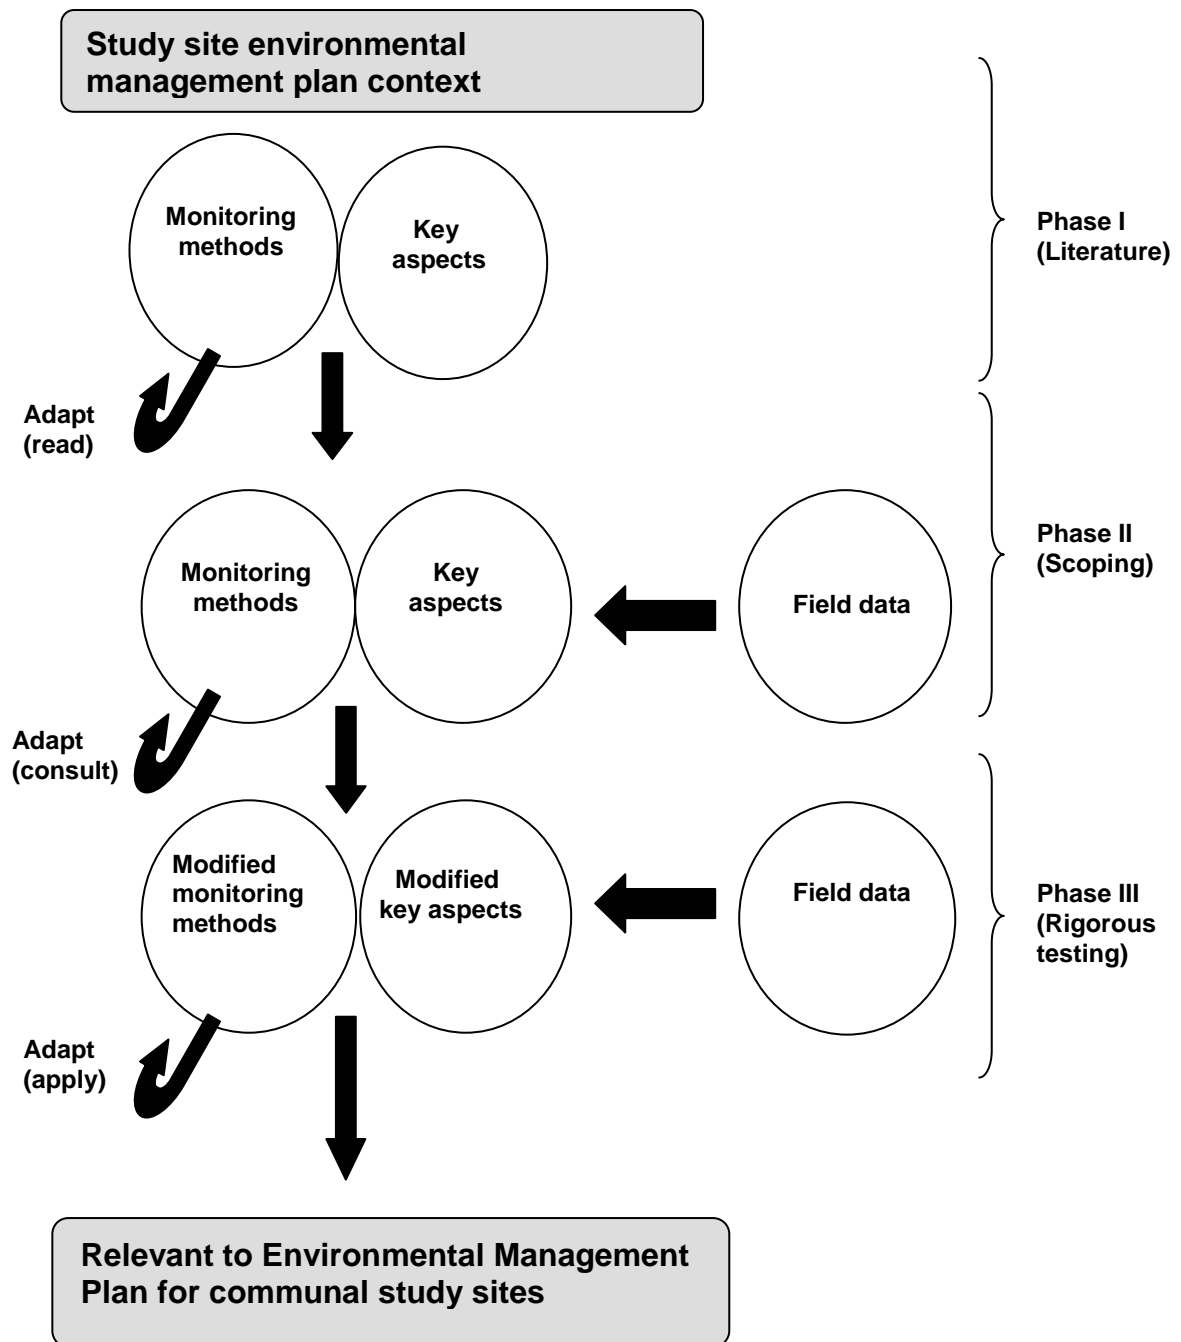 Study site environmental
management plan context
Monitoring
methods
Key
aspects
Phase I
(Literature)
Adapt
(read)
Monitoring
methods
Key
aspects
Field data
Phase II
(Scoping)
Adapt
(consult)
Modified
monitoring
methods
Modified
key aspects
Field data
Phase III
(Rigorous
testing)
Adapt
(apply)
Relevant to Environmental Management
Plan for communal study sites